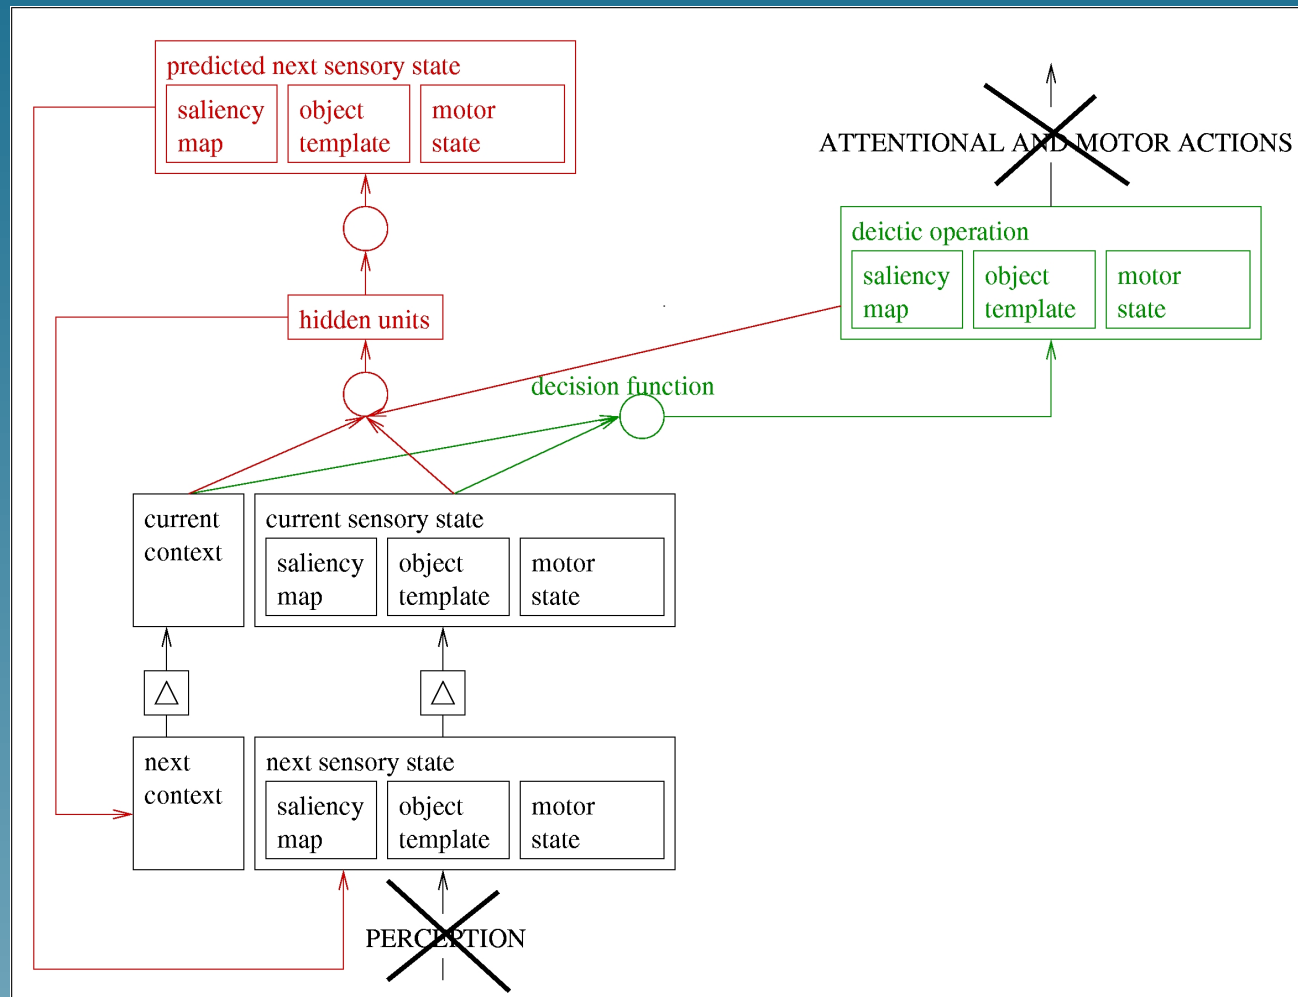 predicted next sensory state
saliency
map
object
template
motor
state
ATTENTIONAL AND MOTOR ACTIONS
deictic operation
saliency
map
object
template
motor
state
hidden units
decision function
current
context
current sensory state
saliency
map
object
template
motor
state
next
context
next sensory state
saliency
map
object
template
motor
state
PERCEPTION